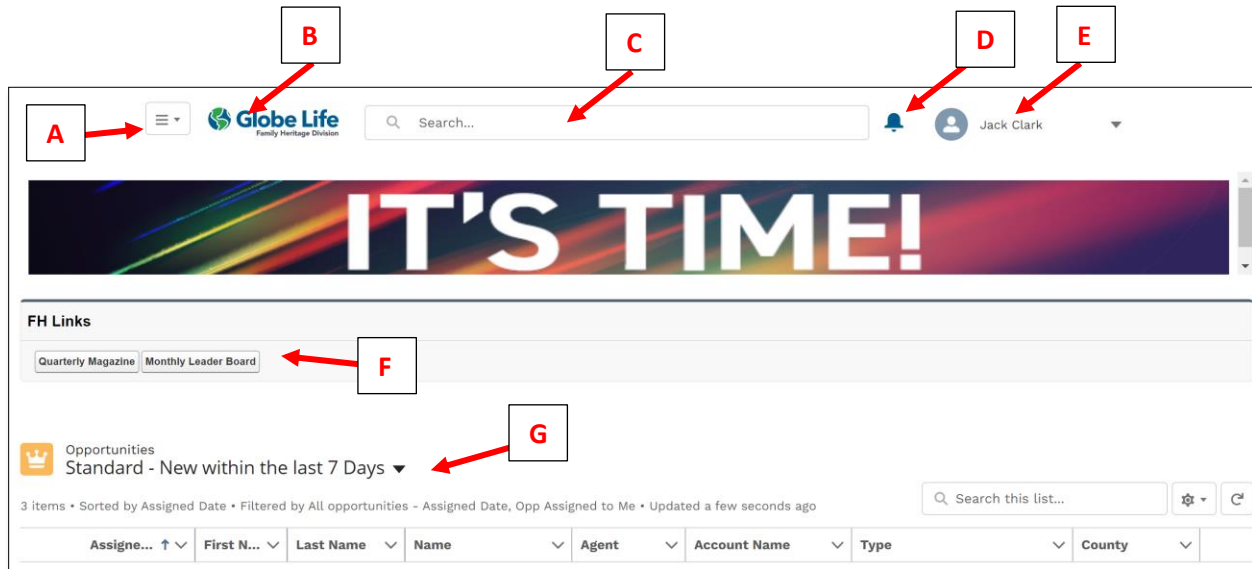 B
C
D
E
A
Globe Life
Family Heritage Division
Search...
Jack Clark
IT'S TIME!
FH Links
Quarterly Magazine Monthly Leader Board
F
G
Opportunities
Standard - New within the last 7 Days
3 items • Sorted by Assigned Date • Filtered by All opportunities - Assigned Date, Opp Assigned to Me • Updated a few seconds ago
Search this list...
Assigne... First N... Last Name Name Agent Account Name Type County